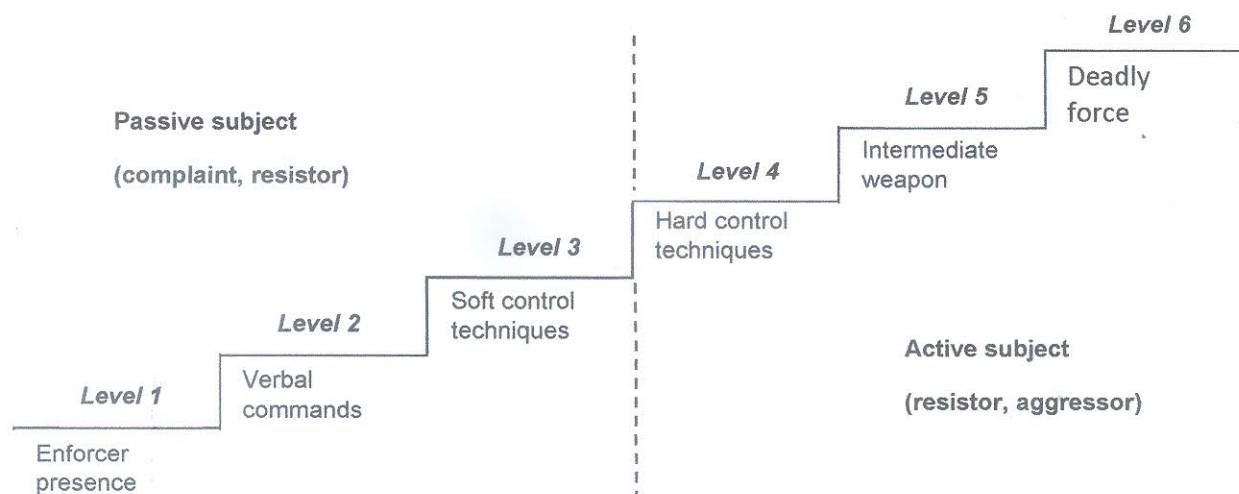 Level 6
Deadly
force
Level 5
Intermediate
weapon
Passive subject
(complaint, resistor)
Level 4
Hard control
techniques
Level 3
Soft control
techniques
Level 2
Verbal
commands
Active subject
(resistor, aggressor)
Level 1
Enforcer
presence